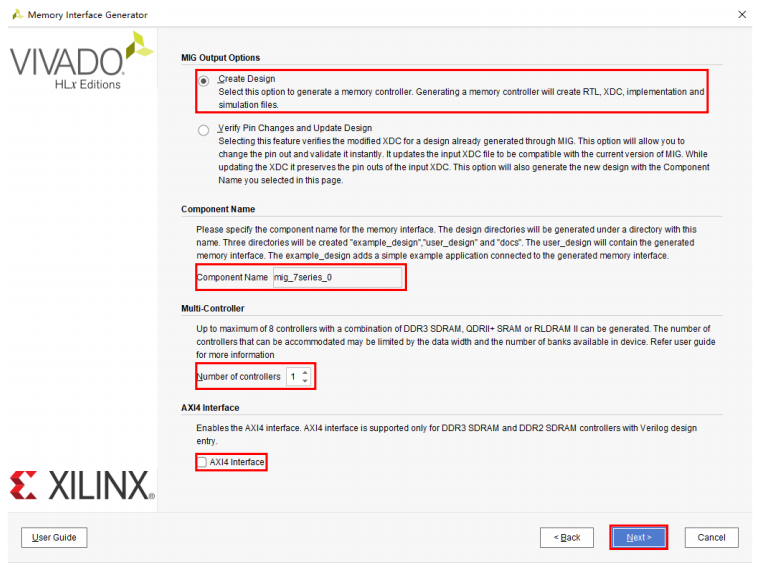 Memory Interface Generator
VIVADO
HLx Editions
MIG Output Options
Create Design
Select this option to generate a memory controller. Generating a memory controller will create RTL, XDC, implementation and
simulation files.
Verify Pin Changes and Update Design
Selecting this feature verifies the modified XDC for a design already generated through MIG. This option will allow you to
change the pin out and validate it instantly. It updates the input XDC file to be compatible with the current version of MIG. While
updating the XDC it preserves the pin outs of the input XDC. This option will also generate the new design with the Component
Name you selected in this page.
Component Name
Please specify the component name for the memory interface. The design directories will be generated under a directory with this
name. Three directories will be created "example_design","user_design" and "docs". The user_design will contain the generated
memory interface. The example_design adds a simple example application connected to the generated memory interface.
Component Name mig_7series_0
Multi-Controller
Up to maximum of 8 controllers with a combination of DDR3 SDRAM, QDRII+ SRAM or RLDRAM II can be generated. The number of
controllers that can be accommodated may be limited by the data width and the number of banks available in device. Refer user guide
for more information
Number of controllers 1
AXI4 Interface
Enables the AXI4 interface. AXI4 interface is supported only for DDR3 SDRAM and DDR2 SDRAM controllers with Verilog design
entry.
AXI4 Interface
XILINX®
User Guide
< Back
Next >
Cancel